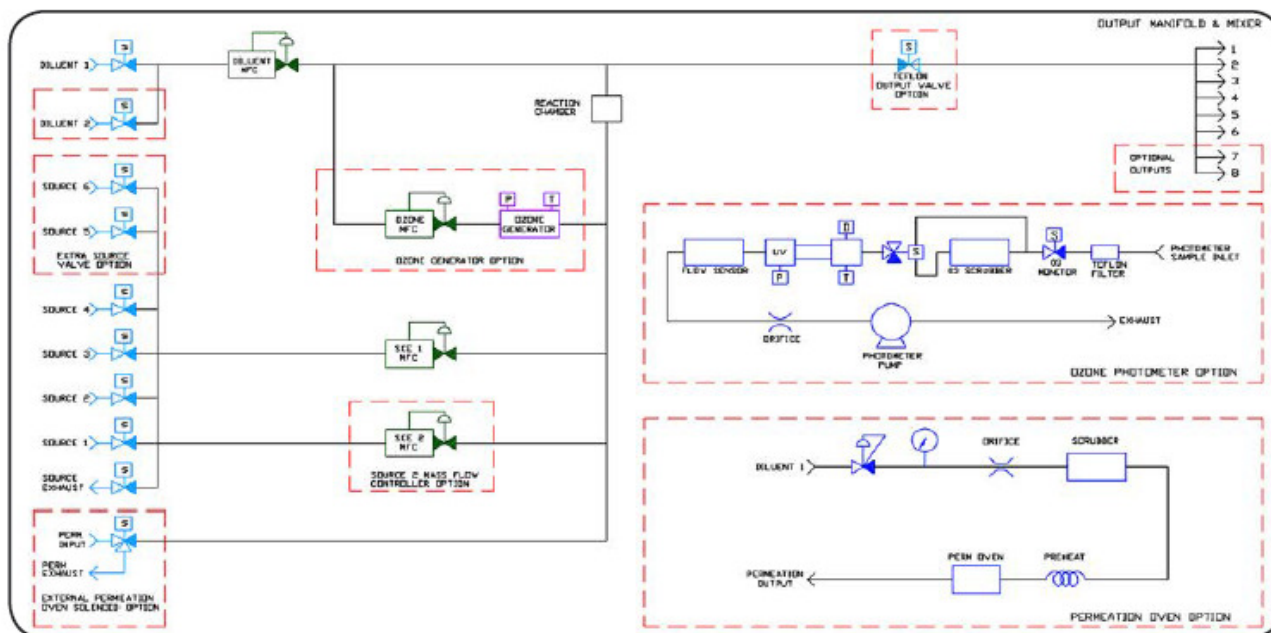 OUTPUT MANIFOLD & MIXER
S
DILUENT 1
DILUENT
MFC
S
TEFLON
OUTPUT VALVE
OPTION
1
2
3
4
5
6
7
8
OPTIONAL
OUTPUTS
S
DILUENT 2
REACTION
CHAMBER
S
SOURCE 6
S
SOURCE 5
EXTRA SOURCE
VALVE OPTION
OZONE
MFC
P
T
OZONE
GENERATOR
OZONE GENERATOR OPTION
FLOW SENSOR
UV
P
D
T
S
O3 SCRUBBER
S
O3
MONITOR
TEFLON
FILTER
PHOTOMETER
SAMPLE INLET
ORIFICE
PHOTOMETER
PUMP
EXHAUST
OZONE PHOTOMETER OPTION
S
SOURCE 4
S
SOURCE 3
SCE 1
MFC
S
SOURCE 2
S
SOURCE 1
SCE 2
MFC
SOURCE 2 MASS FLOW
CONTROLLER OPTION
S
SOURCE
EXHAUST
S
PERM
INPUT
PERM
EXHAUST
EXTERNAL PERMEATION
OVEN SOLENOID OPTION
DILUENT 1
ORIFICE
SCRUBBER
PERMEATION
OUTPUT
PERM OVEN
PREHEAT
PERMEATION OVEN OPTION